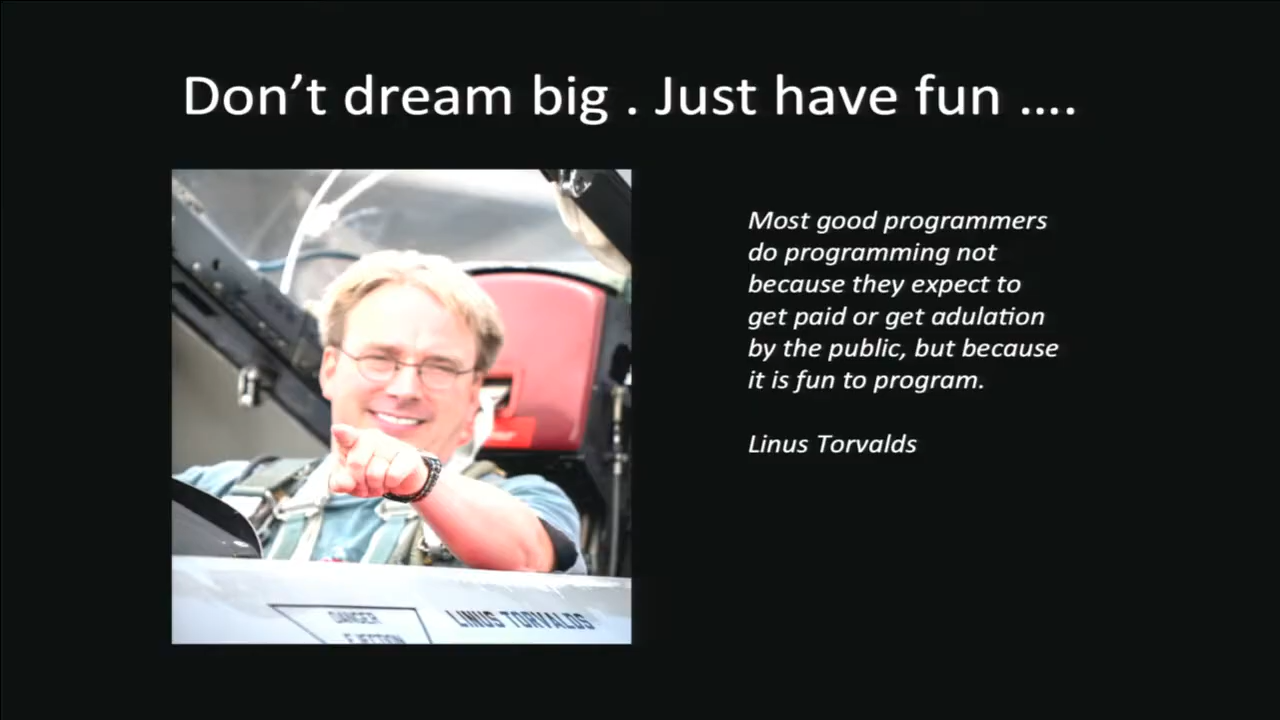 Don't dream big . Just have fun ....
Most good programmers
do programming not
because they expect to
get paid or get adulation
by the public, but because
it is fun to program.
Linus Torvalds
DANGER
EJECTION
LINUS TORVALDS